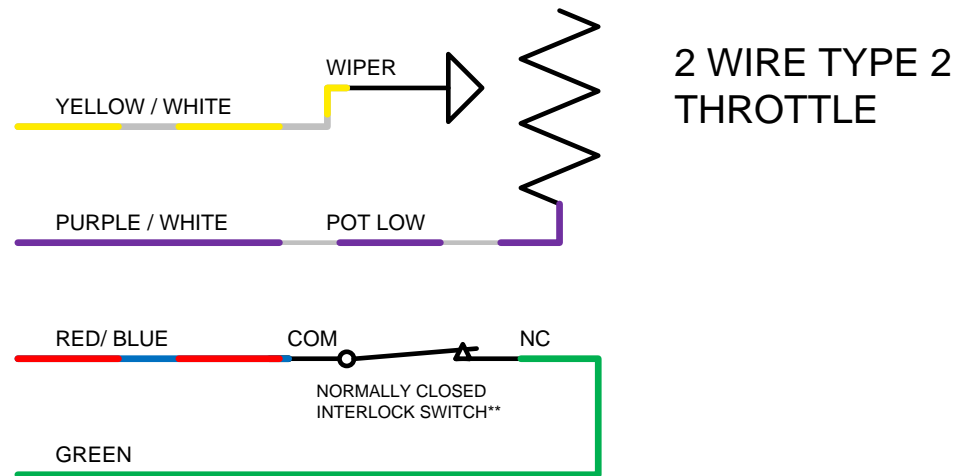 WIPER
2 WIRE TYPE 2
THROTTLE
YELLOW / WHITE
PURPLE / WHITE POT LOW
RED/ BLUE COM NC
NORMALLY CLOSED
INTERLOCK SWITCH**
GREEN